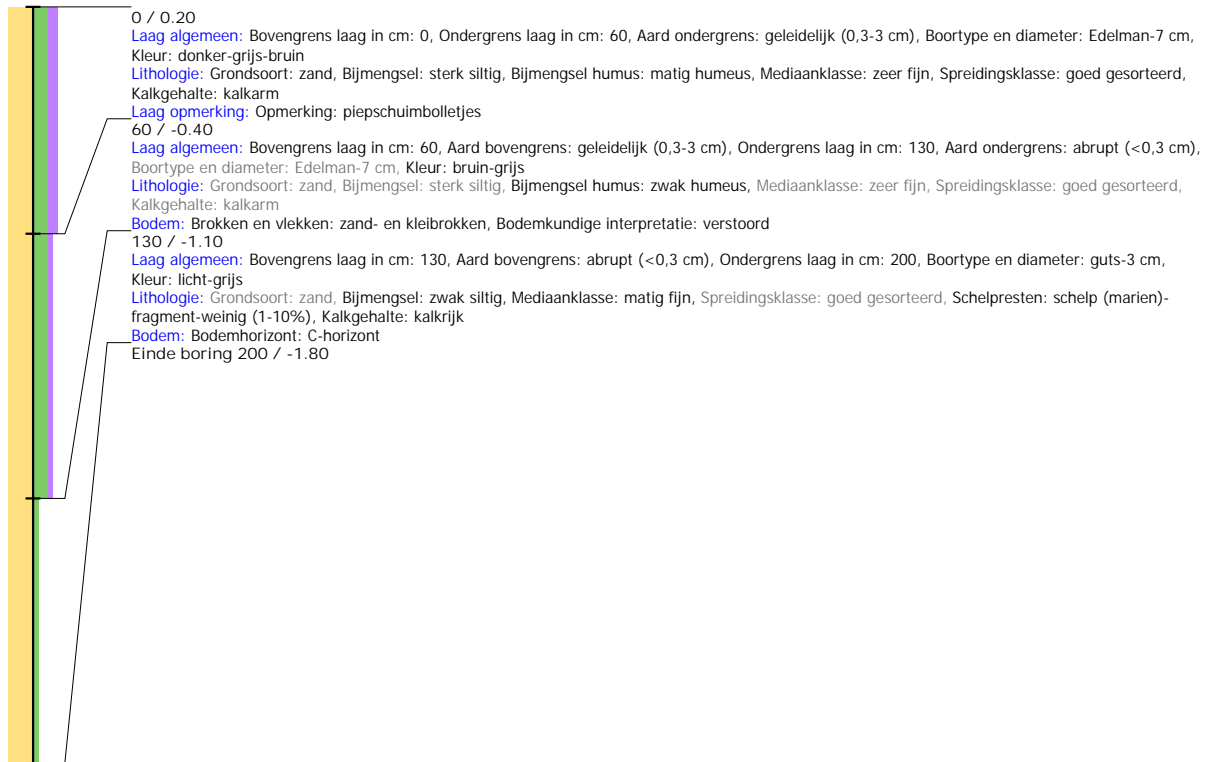 0 / 0.20
Laag algemeen: Bovengrens laag in cm: 0, Ondergrens laag in cm: 60, Aard ondergrens: geleidelijk (0,3-3 cm), Boortype en diameter: Edelman-7 cm,
Kleur: donker-grijs-bruin
Lithologie: Grondsoort: zand, Bijmengsel: sterk siltig, Bijmengsel humus: matig humeus, Mediaanklasse: zeer fijn, Spreidingsklasse: goed gesorteerd,
Kalkgehalte: kalkarm
Laag opmerking: Opmerking: piepschuimbolletjes
60 / -0.40
Laag algemeen: Bovengrens laag in cm: 60, Aard bovengrens: geleidelijk (0,3-3 cm), Ondergrens laag in cm: 130, Aard ondergrens: abrupt (<0,3 cm),
Boortype en diameter: Edelman-7 cm, Kleur: bruin-grijs
Lithologie: Grondsoort: zand, Bijmengsel: sterk siltig, Bijmengsel humus: zwak humeus, Mediaanklasse: zeer fijn, Spreidingsklasse: goed gesorteerd,
Kalkgehalte: kalkarm
Bodem: Brokken en vlekken: zand- en kleibrokken, Bodemkundige interpretatie: verstoord
130 / -1.10
Laag algemeen: Bovengrens laag in cm: 130, Aard bovengrens: abrupt (<0,3 cm), Ondergrens laag in cm: 200, Boortype en diameter: guts-3 cm,
Kleur: licht-grijs
Lithologie: Grondsoort: zand, Bijmengsel: zwak siltig, Mediaanklasse: matig fijn, Spreidingsklasse: goed gesorteerd, Schelpresten: schelp (marien)-
fragment-weinig (1-10%), Kalkgehalte: kalkrijk
Bodem: Bodemhorizont: C-horizont
Einde boring 200 / -1.80